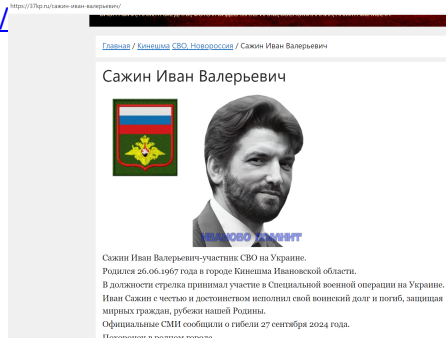 https://37kp.ru/сажин-иван-валерьевич/
Главная / Кинешма СВО, Новороссия / Сажин Иван Валерьевич
Сажин Иван Валерьевич
ИВАНОВО ПОМНИТ
Сажин Иван Валерьевич-участник СВО на Украине.
Родился 26.06.1967 года в городе Кинешма Ивановской области.
В должности стрелка принимал участие в Специальной военной операции на Украине.
Иван Сажин с честью и достоинством исполнил свой воинский долг и погиб, защищая
мирных граждан, рубежи нашей Родины.
Официальные СМИ сообщили о гибели 27 сентября 2024 года.
Похоронен в родном городе.